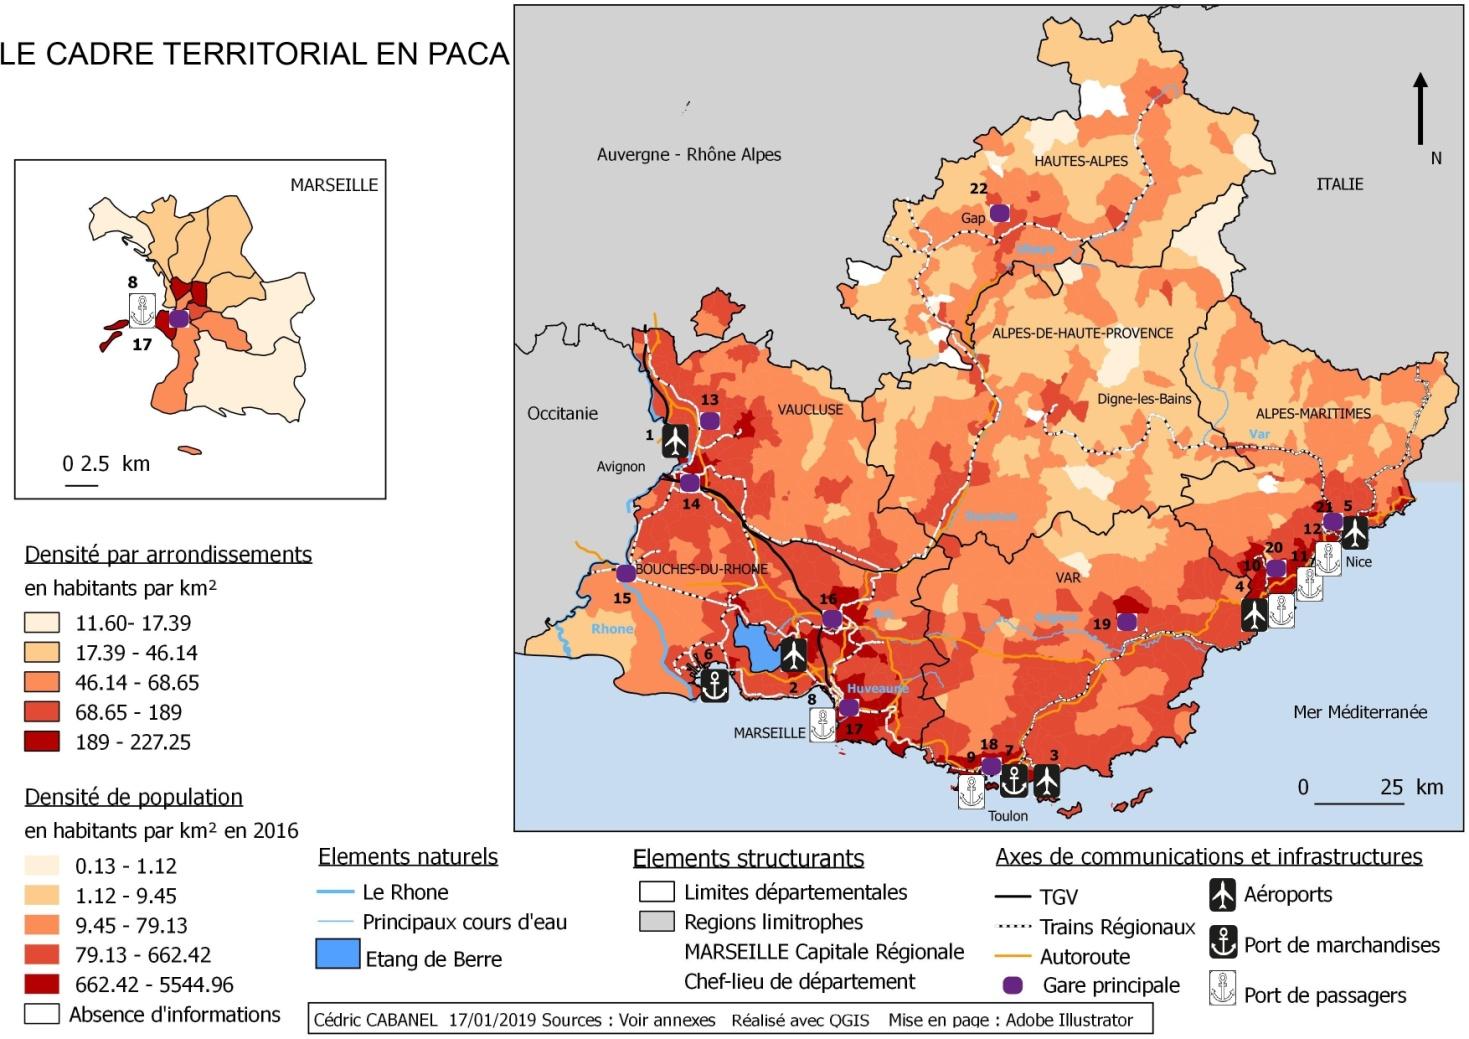 LE CADRE TERRITORIAL EN PACA
MARSEILLE
8
17
0 2.5 km
Densité par arrondissements
en habitants par km²
11.60- 17.39
17.39 - 46.14
46.14 - 68.65
68.65 - 189
189 - 227.25
Densité de population
en habitants par km² en 2016
0.13 - 1.12
1.12 - 9.45
9.45 - 79.13
79.13 - 662.42
662.42 - 5544.96
Absence d'informations
Auvergne - Rhône Alpes
HAUTES-ALPES
22
Gap
ITALIE
N
ALPES-DE-HAUTE-PROVENCE
Occitanie
13
VAUCLUSE
Digne-les-Bains
ALPES-MARITIMES
1
Var
Avignon
14
21 5
12
Nice
BOUCHES-DU-RHONE
VAR
20
11
10
4
15
16
19
Rhone
6
2
Huveaune
8
MARSEILLE
17
Mer Méditerranée
18
7
9
3
Toulon
0 25 km
Elements naturels
Le Rhone
Principaux cours d'eau
Etang de Berre
Elements structurants
Limites départementales
Regions limitrophes
MARSEILLE Capitale Régionale
Chef-lieu de département
Axes de communications et infrastructures
TGV
Trains Régionaux
Autoroute
Gare principale
Aéroports
Port de marchandises
Port de passagers
Cédric CABANEL 17/01/2019 Sources : Voir annexes Réalisé avec QGIS Mise en page : Adobe Illustrator